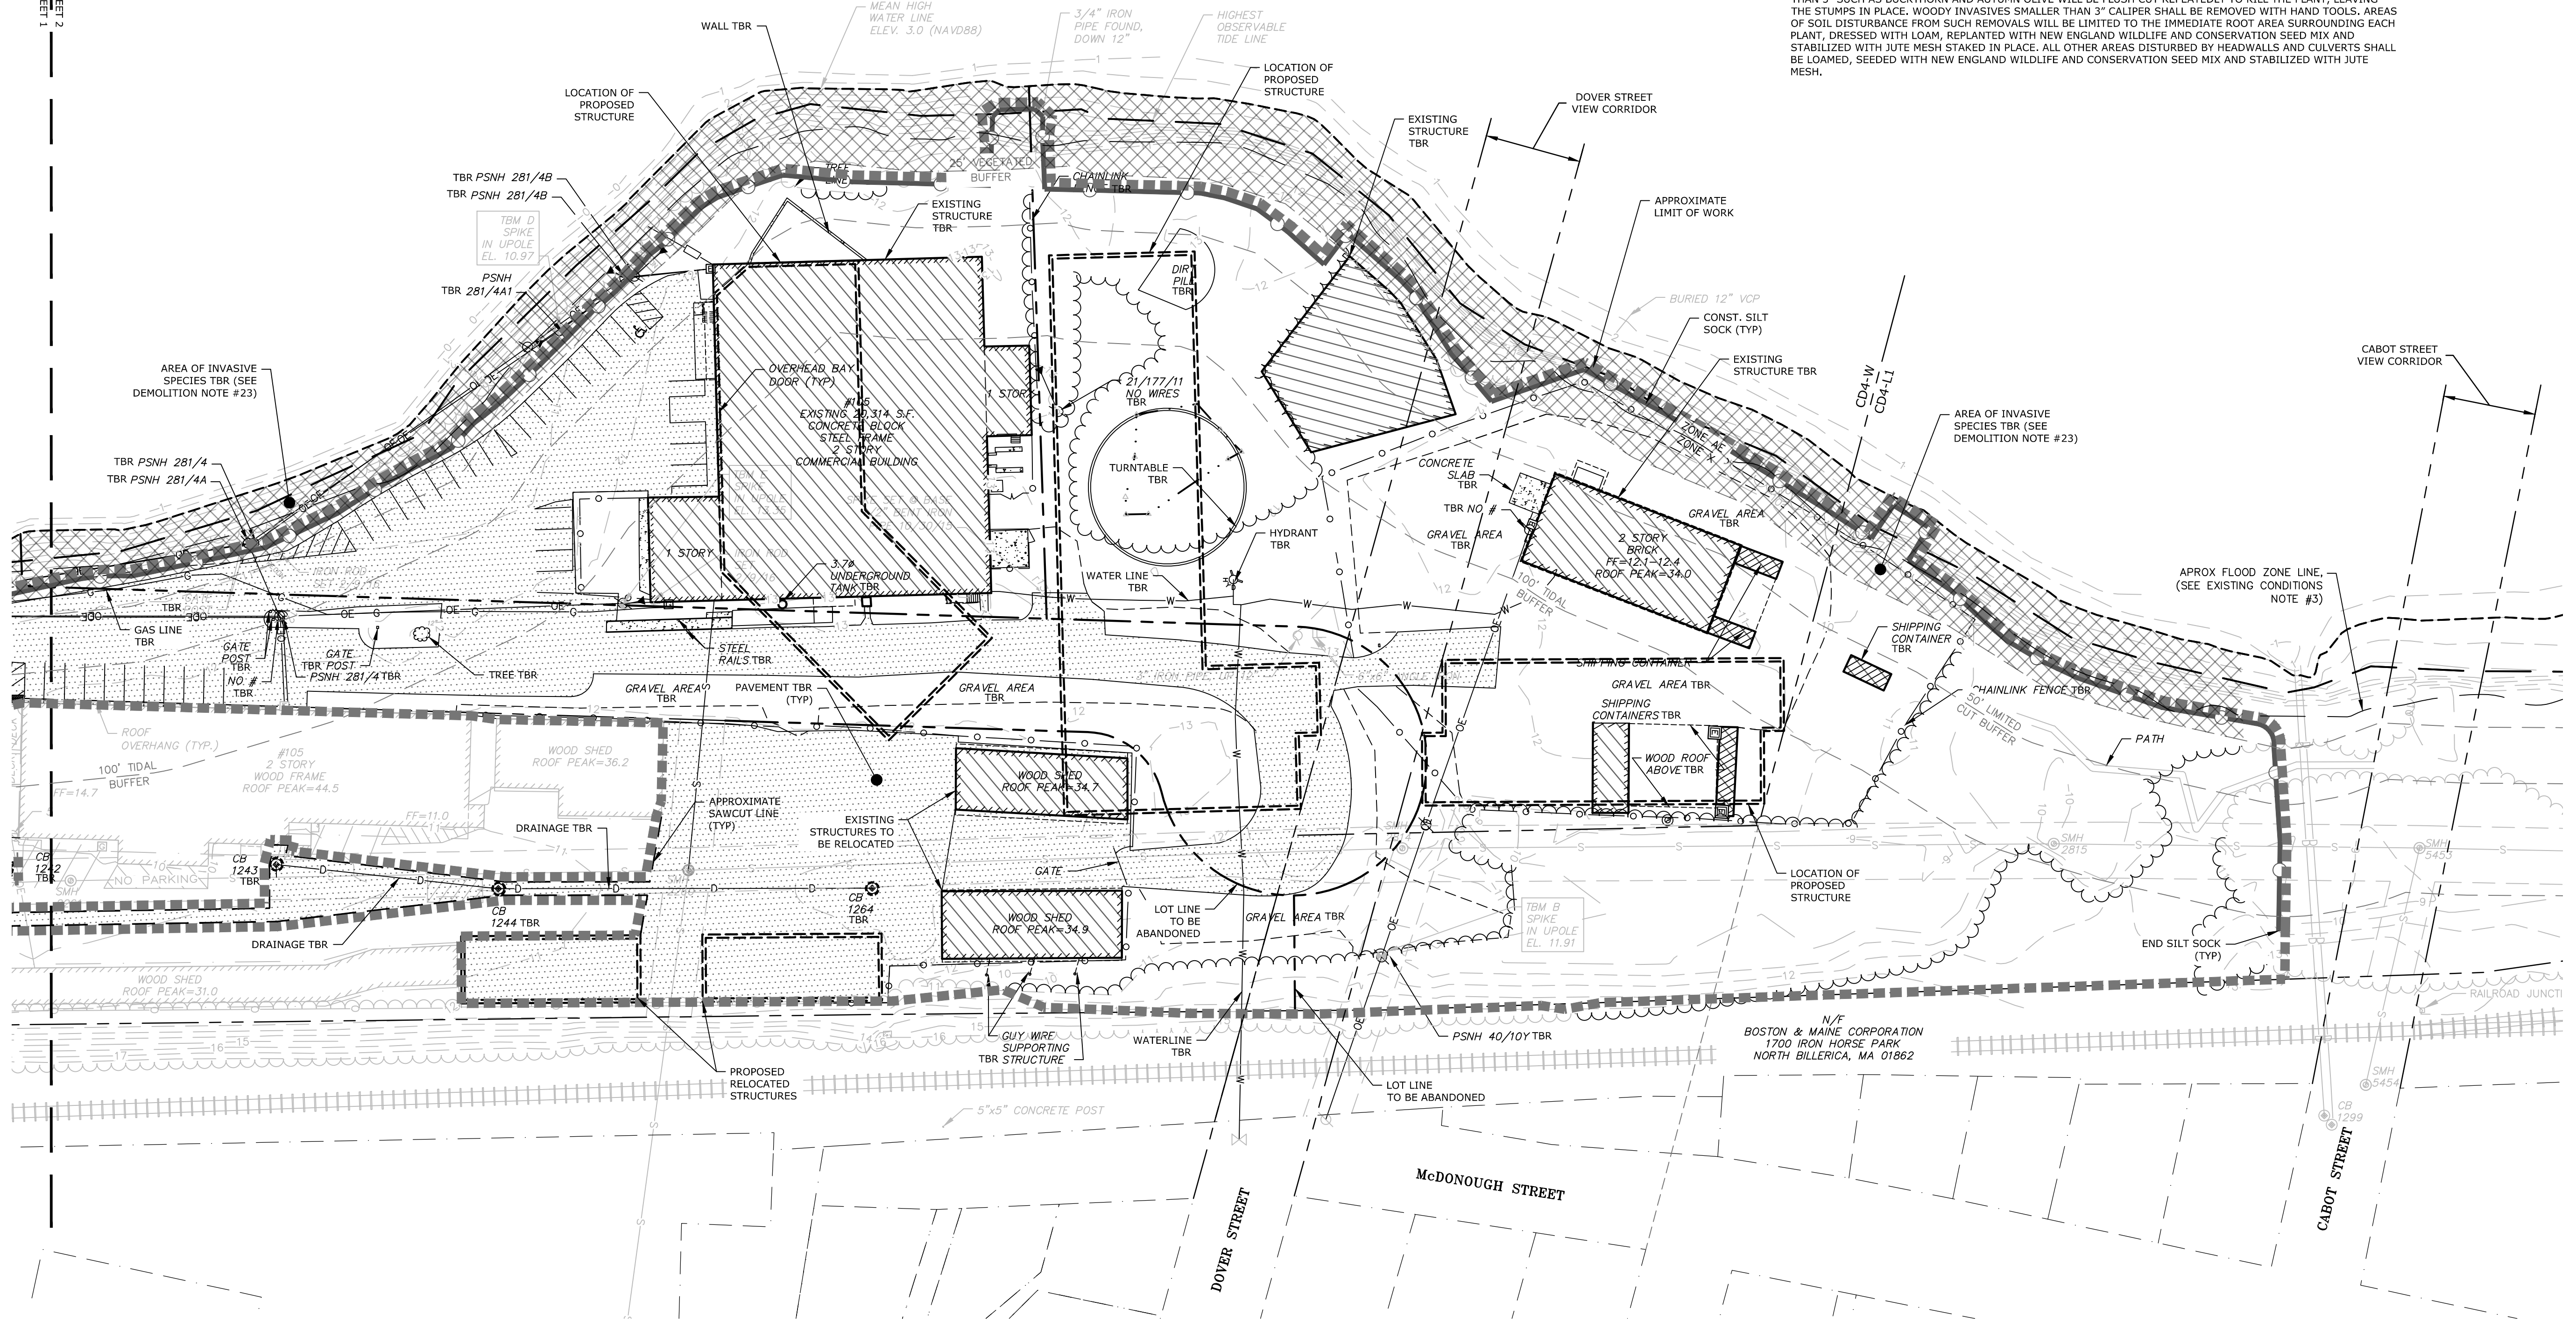 THE STUMPS IN PLACE. WOODY INVASIVES SMALLER THAN 3" CALIPER SHALL BE REMOVED WITH HAND TOOLS. AREAS
OF SOIL DISTURBANCE FROM SUCH REMOVALS WILL BE LIMITED TO THE IMMEDIATE ROOT AREA SURROUNDING EACH
PLANT, DRESSED WITH LOAM, REPLANTED WITH NEW ENGLAND WILDLIFE AND CONSERVATION SEED MIX AND
STABILIZED WITH JUTE MESH STAKED IN PLACE. ALL OTHER AREAS DISTURBED BY HEADWALLS AND CULVERTS SHALL
BE LOAMED, SEEDED WITH NEW ENGLAND WILDLIFE AND CONSERVATION SEED MIX AND STABILIZED WITH JUTE
MESH.
MEAN HIGH
WATER LINE
ELEV. 3.0 (NAVD88)
3/4" IRON
PIPE FOUND,
DOWN 12"
HIGHEST
OBSERVABLE
TIDE LINE
WALL TBR
LOCATION OF
PROPOSED
STRUCTURE
LOCATION OF
PROPOSED
STRUCTURE
DOVER STREET
VIEW CORRIDOR
EXISTING
STRUCTURE
TBR
25' VEGETATED
BUFFER
TREE
LINE
CHAINLINK
TBR PSNH 281/4B
TBR PSNH 281/4B
TBM D
SPIKE
IN UPOLE
EL. 10.97
PSNH
TBR 281/4A1
EXISTING
STRUCTURE
TBR
APPROXIMATE
LIMIT OF WORK
TBR
BURIED 12" VCP
CONST. SILT
SOCK (TYP)
EXISTING
STRUCTURE TBR
CABOT STREET
VIEW CORRIDOR
AREA OF INVASIVE
SPECIES TBR (SEE
DEMOLITION NOTE #23)
OVERHEAD BAY
DOOR (TYP)
#105
EXISTING 20,314 S.F.
CONCRETE BLOCK
STEEL FRAME
2 STORY
COMMERCIAL BUILDING
1 STORY
21/177/11
NO WIRES
TBR
CD4-W
CD4-L1
AREA OF INVASIVE
SPECIES TBR (SEE
DEMOLITION NOTE #23)
ZONE AE
ZONE X
TBR PSNH 281/4
TBR PSNH 281/4A
TURNTABLE
TBR
CONCRETE
SLAB
TBR
TBR NO #
GRAVEL AREA
TBR
GRAVEL AREA
TBR
2 STORY
BRICK
FF=12.1-12.4
ROOF PEAK=34.0
HYDRANT
TBR
1 STORY
3.7ø
UNDERGROUND
TANK TBR
WATER LINE
TBR
100' TIDAL
BUFFER
APROX FLOOD ZONE LINE,
(SEE EXISTING CONDITIONS
NOTE #3)
GAS LINE
TBR
GATE
POST
TBR
NO #
TBR
GATE
TBR POST
PSNH 281/4 TBR
TREE TBR
STEEL
RAILS TBR
SHIPPING
CONTAINER
TBR
SHIPPING CONTAINER
GRAVEL AREA
TBR
PAVEMENT TBR
(TYP)
GRAVEL AREA
TBR
GRAVEL AREA TBR
CHAINLINK FENCE TBR
SHIPPING
CONTAINERS TBR
50' LIMITED
CUT BUFFER
PATH
ROOF
OVERHANG (TYP.)
100' TIDAL
BUFFER
#105
2 STORY
WOOD FRAME
ROOF PEAK=44.5
FF=14.7
WOOD SHED
ROOF PEAK=36.2
WOOD SHED
ROOF PEAK=34.7
WOOD ROOF
ABOVE TBR
APPROXIMATE
SAWCUT LINE
(TYP)
FF=11.0
DRAINAGE TBR
EXISTING
STRUCTURES TO
BE RELOCATED
CB
1242
TBR
CB
1243
TBR
SMH
2815
SMH
5453
NO PARKING
GATE
CB
1244 TBR
CB
1264
TBR
LOCATION OF
PROPOSED
STRUCTURE
DRAINAGE TBR
WOOD SHED
ROOF PEAK=34.9
LOT LINE
TO BE
ABANDONED
GRAVEL AREA TBR
TBM B
SPIKE
IN UPOLE
EL. 11.91
END SILT SOCK
(TYP)
WOOD SHED
ROOF PEAK=31.0
GUY WIRE
SUPPORTING
TBR STRUCTURE
WATERLINE
TBR
PSNH 40/10Y TBR
N/F
BOSTON & MAINE CORPORATION
1700 IRON HORSE PARK
NORTH BILLERICA, MA 01862
PROPOSED
RELOCATED
STRUCTURES
LOT LINE
TO BE ABANDONED
5"x5" CONCRETE POST
SMH
5454
CB
1299
McDONOUGH STREET
DOVER STREET
CABOT STREET